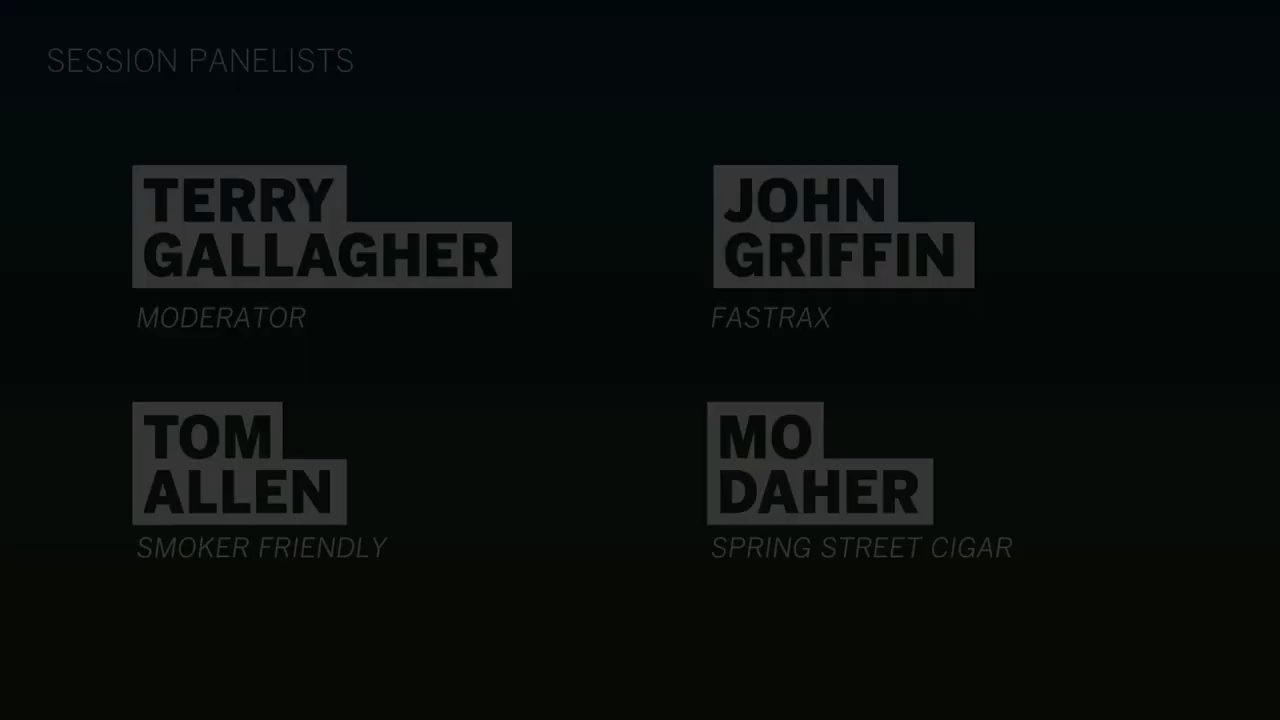 SESSION PANELISTS
TERRY
GALLAGHER
MODERATOR
JOHN
GRIFFIN
FASTRAX
TOM
ALLEN
SMOKER FRIENDLY
MO
DAHER
SPRING STREET CIGAR